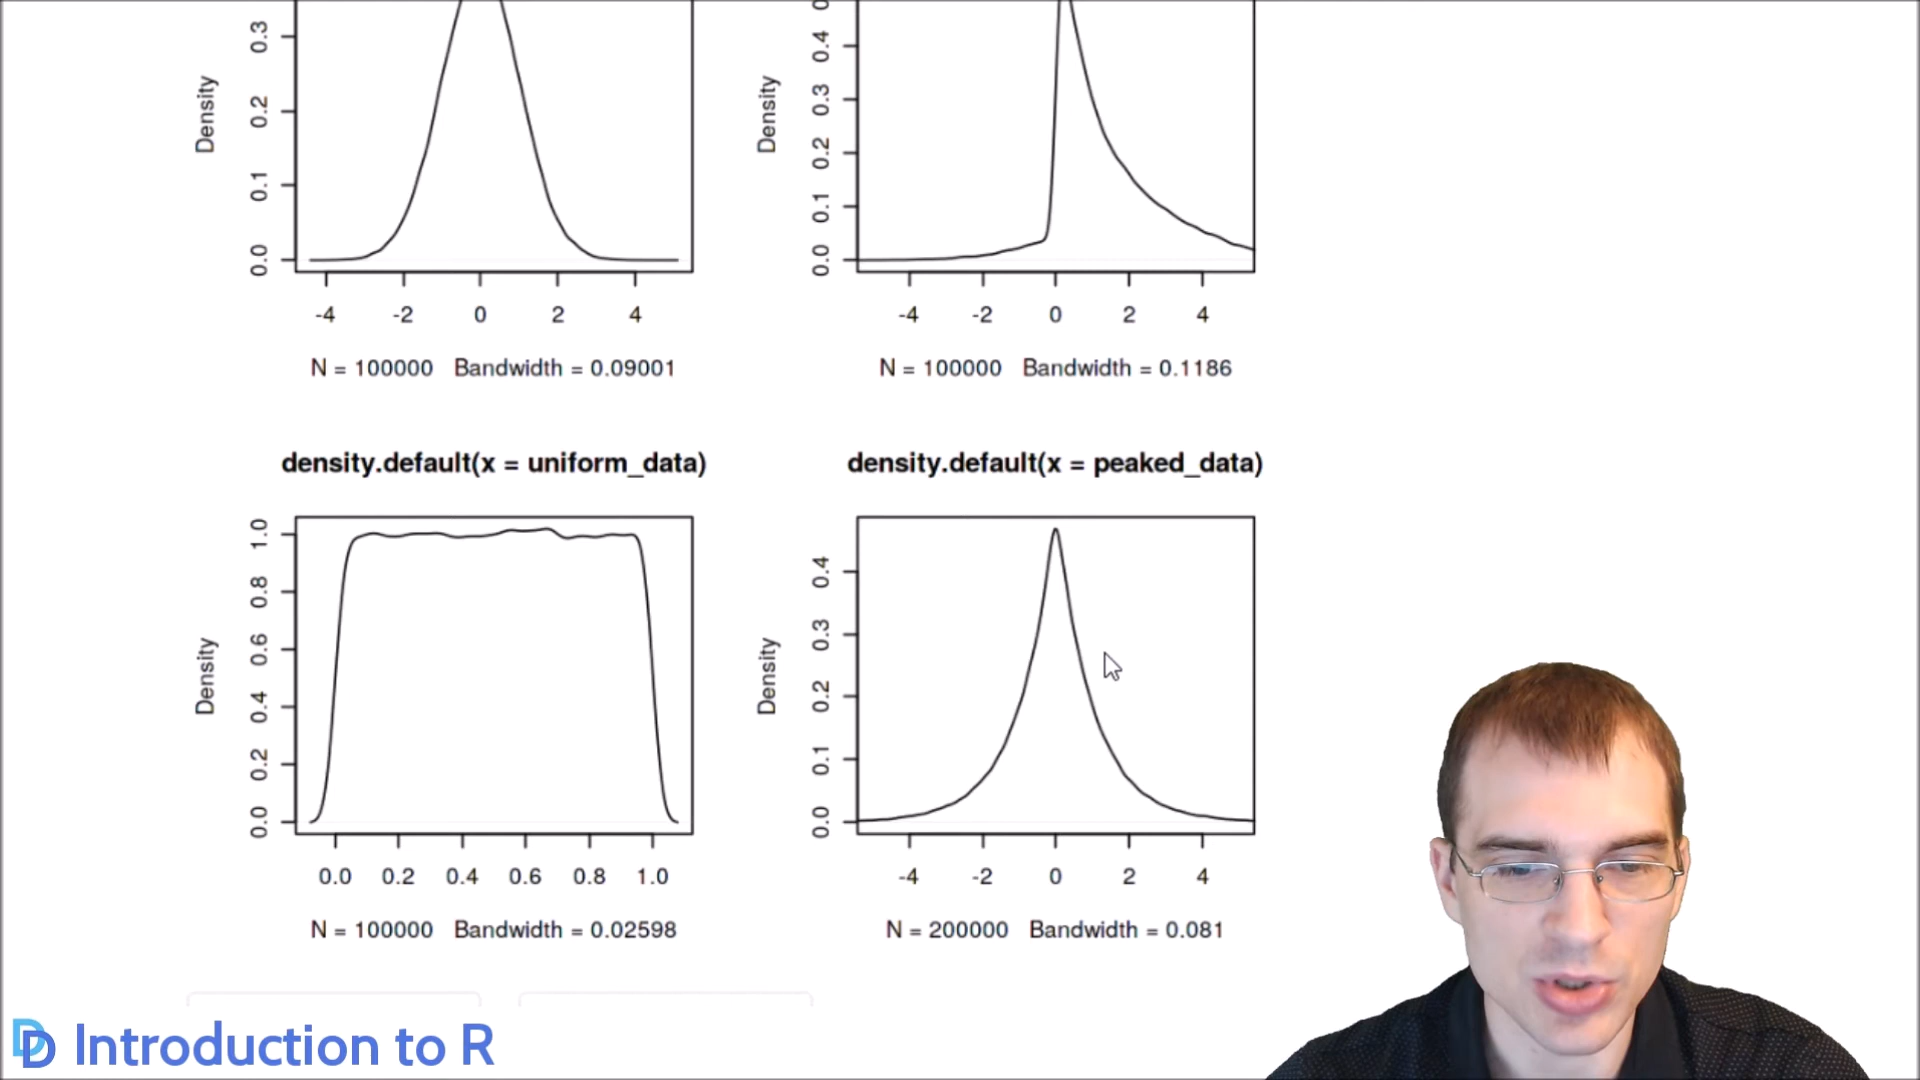 0.3
0.2
0.1
0.0
Density
-4 -2 0 2 4
N = 100000 Bandwidth = 0.09001
0.4
0.3
0.2
0.1
0.0
Density
-4 -2 0 2 4
N = 100000 Bandwidth = 0.1186
density.default(x = uniform_data)
1.0
0.8
0.6
0.4
0.2
0.0
Density
0.0 0.2 0.4 0.6 0.8 1.0
N = 100000 Bandwidth = 0.02598
density.default(x = peaked_data)
0.4
0.3
0.2
0.1
0.0
Density
-4 -2 0 2 4
N = 200000 Bandwidth = 0.081
Introduction to R